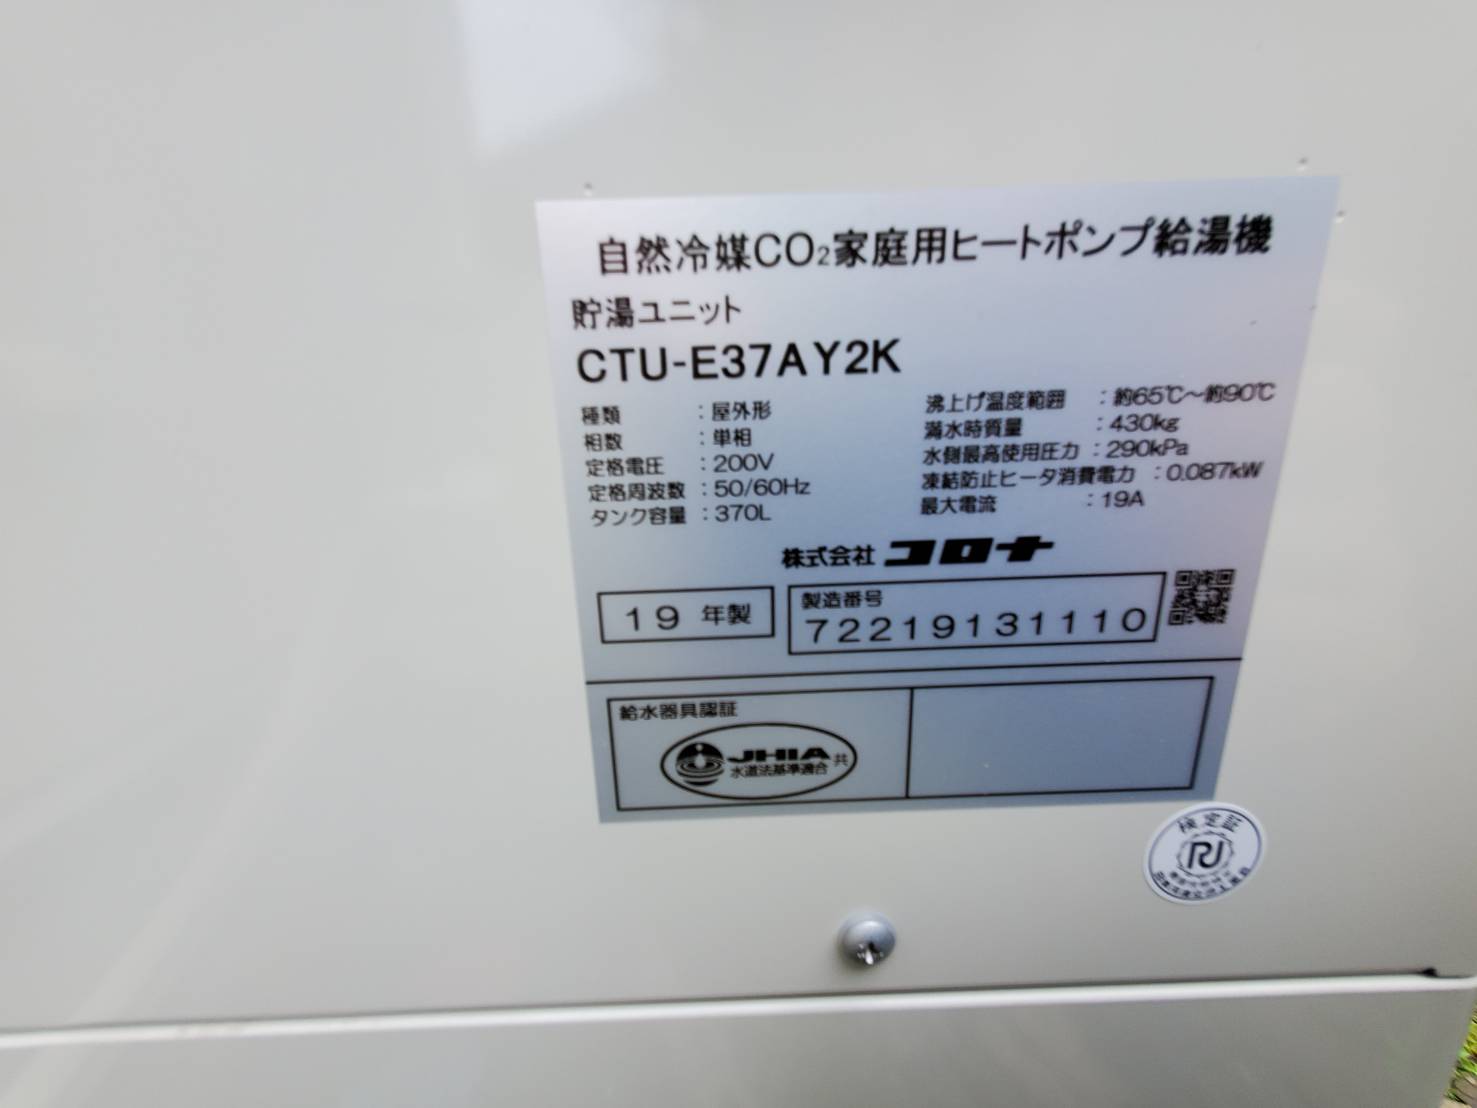 自然冷媒CO₂家庭用ヒートポンプ給湯機
貯湯ユニット
CTU-E37AY2K
種類 : 屋外形
相数 : 単相
定格電圧 : 200V
定格周波数 : 50/60Hz
タンク容量 : 370L
沸上げ温度範囲 : 約65℃～約90℃
満水時質量 : 430kg
水側最高使用圧力 : 290kPa
凍結防止ヒータ消費電力 : 0.087kW
最大電流 : 19A
株式会社 コロナ
19 年製
製造番号
72219131110
給水器具認証
JHIA 共
水道法基準適合
検定証